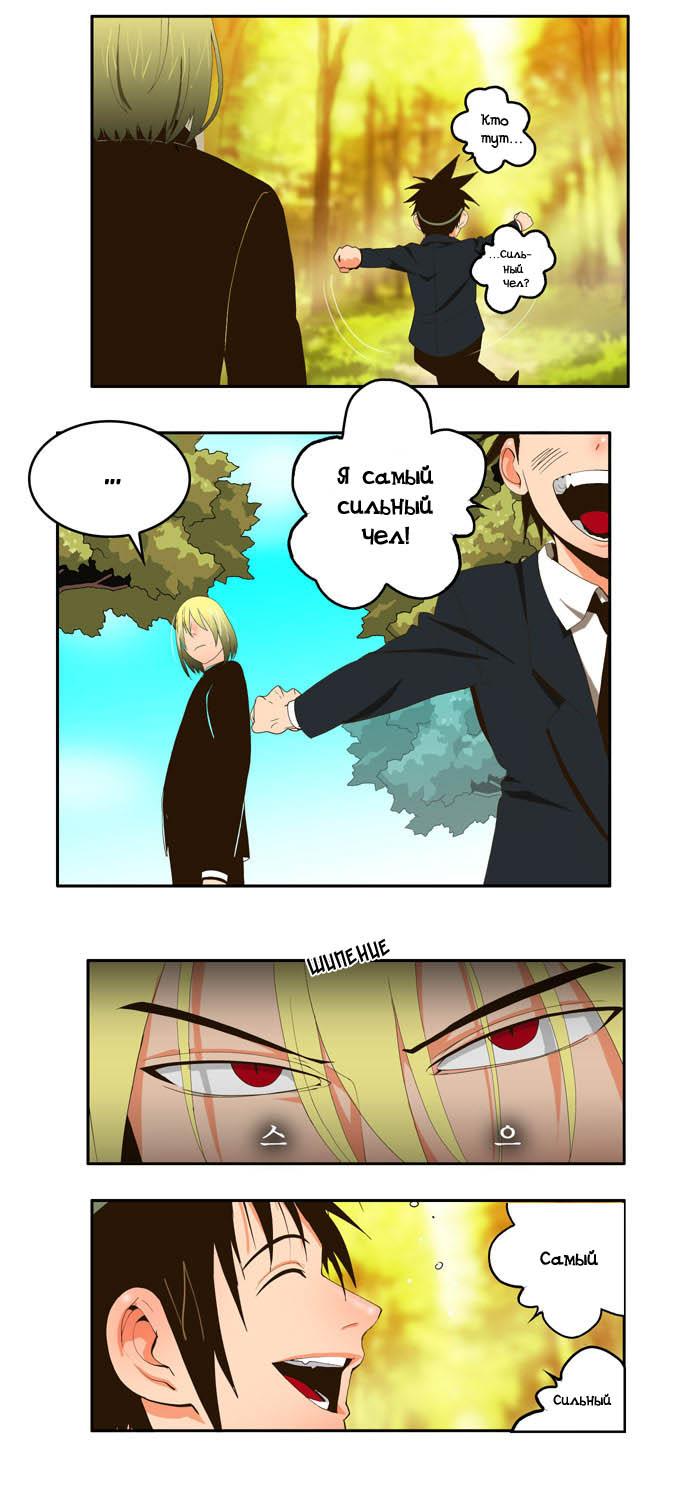 Кто
тут...
...силь-
ный
чел?
...
Я самый
сильный
чел!
шипение
스 으
Самый
Сильный